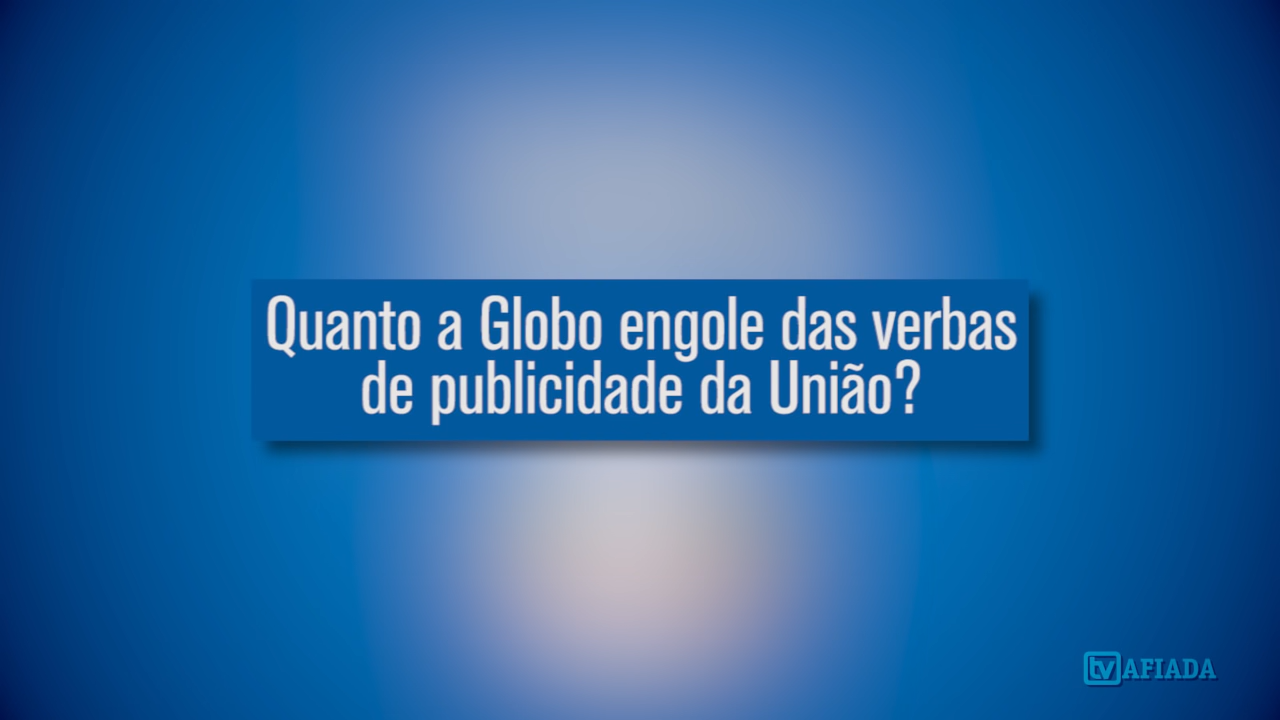 Quanto a Globo engole das verbas
de publicidade da União?
tv AFIADA